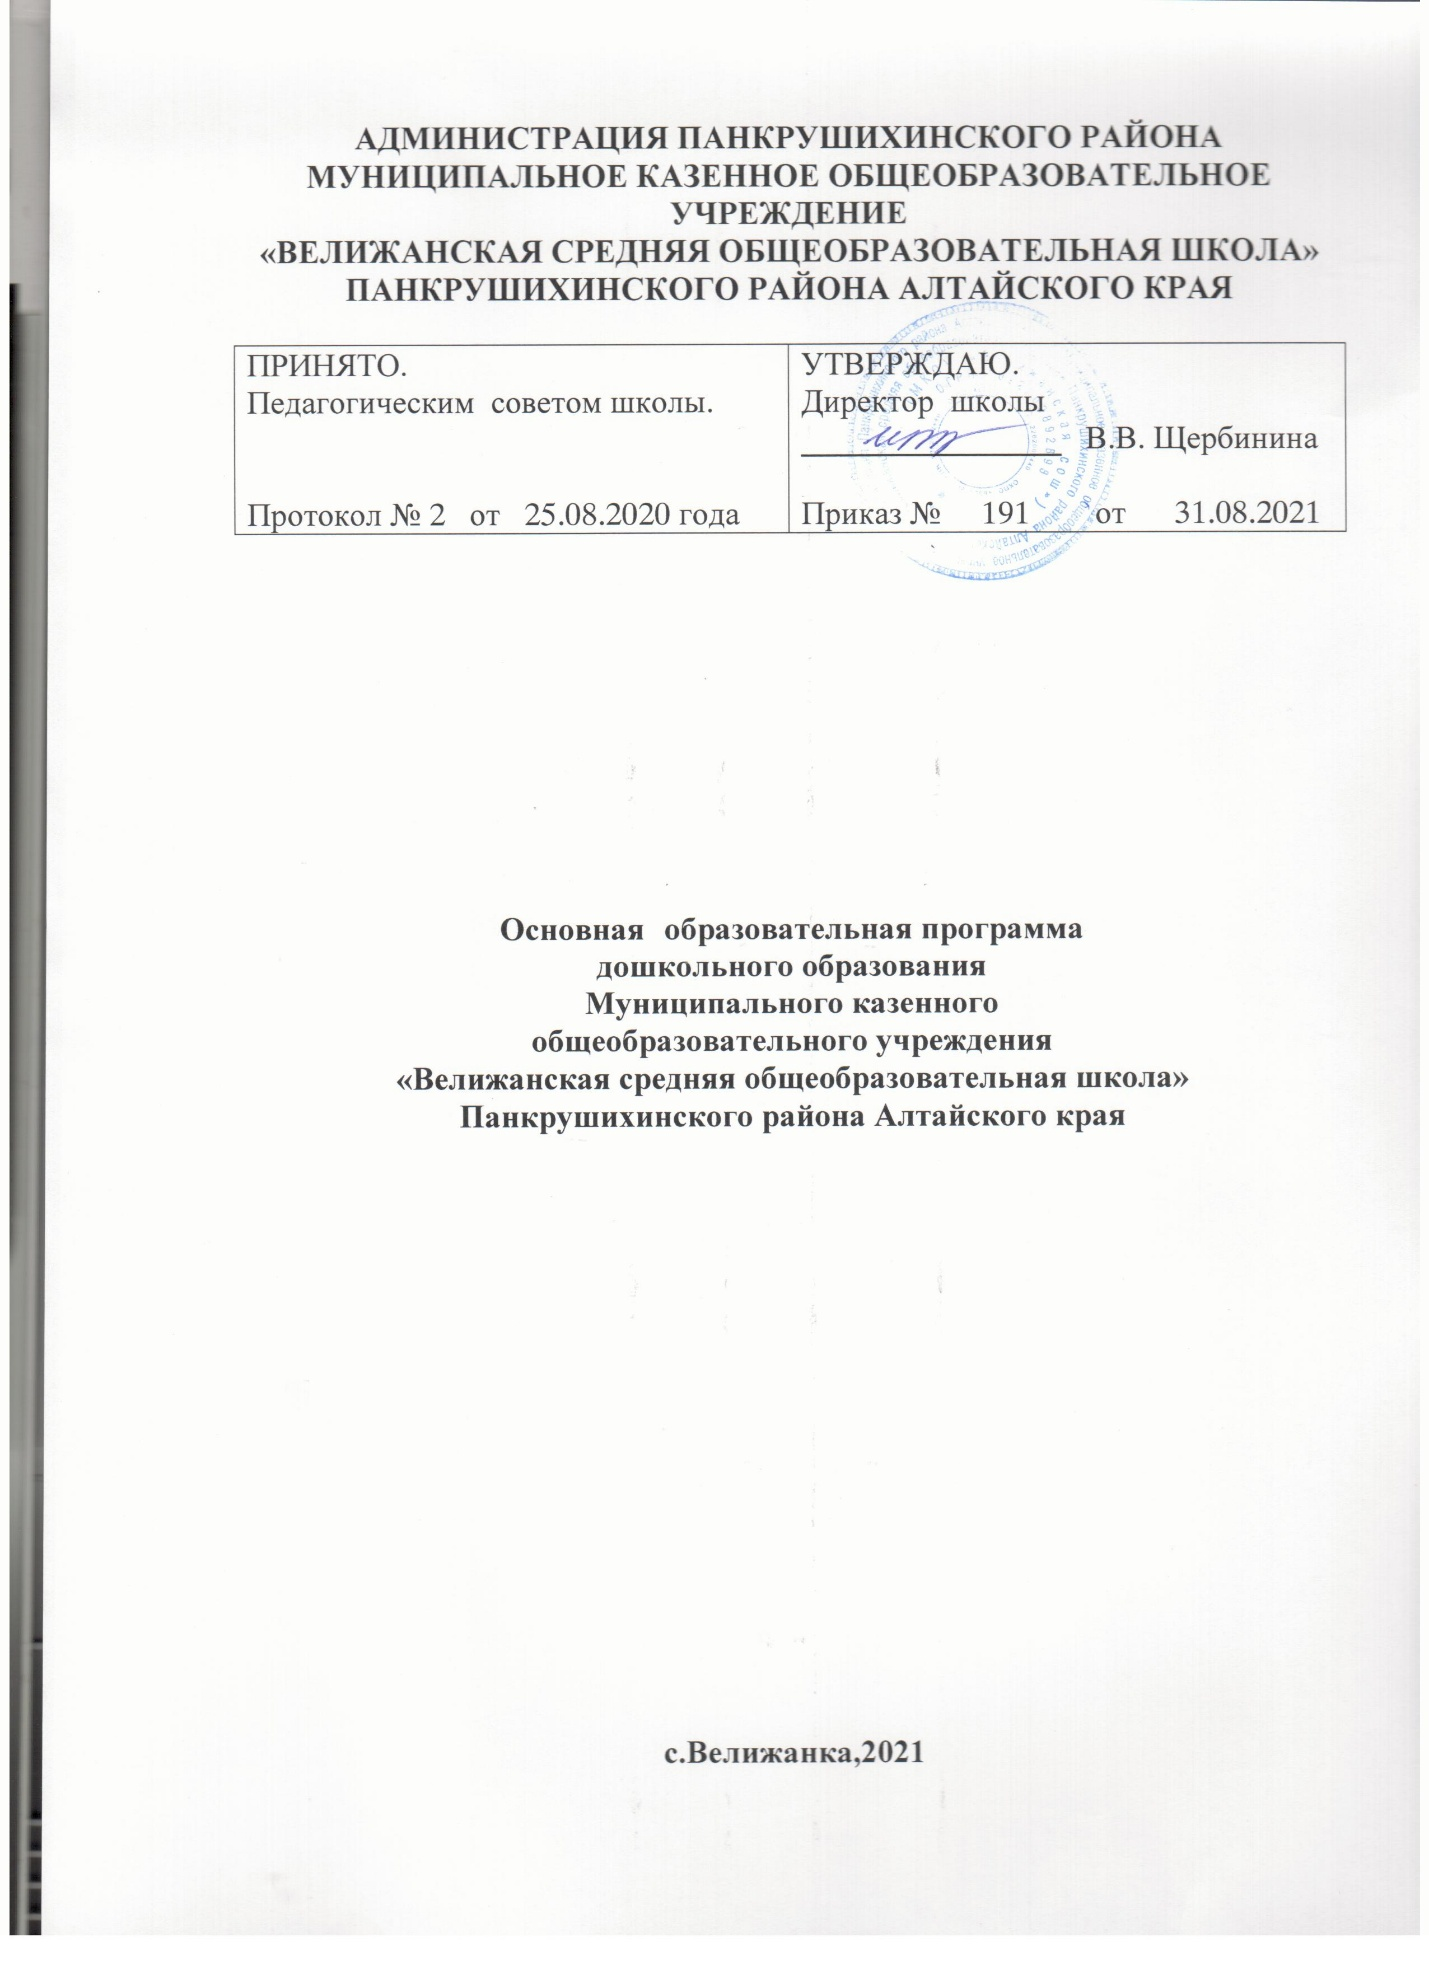 АДМИНИСТРАЦИЯ ПАНКРУШИХИНСКОГО РАЙОНА
МУНИЦИПАЛЬНОЕ КАЗЕННОЕ ОБЩЕОБРАЗОВАТЕЛЬНОЕ
УЧРЕЖДЕНИЕ
«ВЕЛИЖАНСКАЯ СРЕДНЯЯ ОБЩЕОБРАЗОВАТЕЛЬНАЯ ШКОЛА»
ПАНКРУШИХИНСКОГО РАЙОНА АЛТАЙСКОГО КРАЯ
ПРИНЯТО.
Педагогическим советом школы.
Протокол № 2 от 25.08.2020 года
УТВЕРЖДАЮ.
Директор школы
В.В. Щербинина
Приказ № 191 от 31.08.2021
Основная образовательная программа
дошкольного образования
Муниципального казенного
общеобразовательного учреждения
«Велижанская средняя общеобразовательная школа»
Панкрушихинского района Алтайского края
с.Велижанка,2021